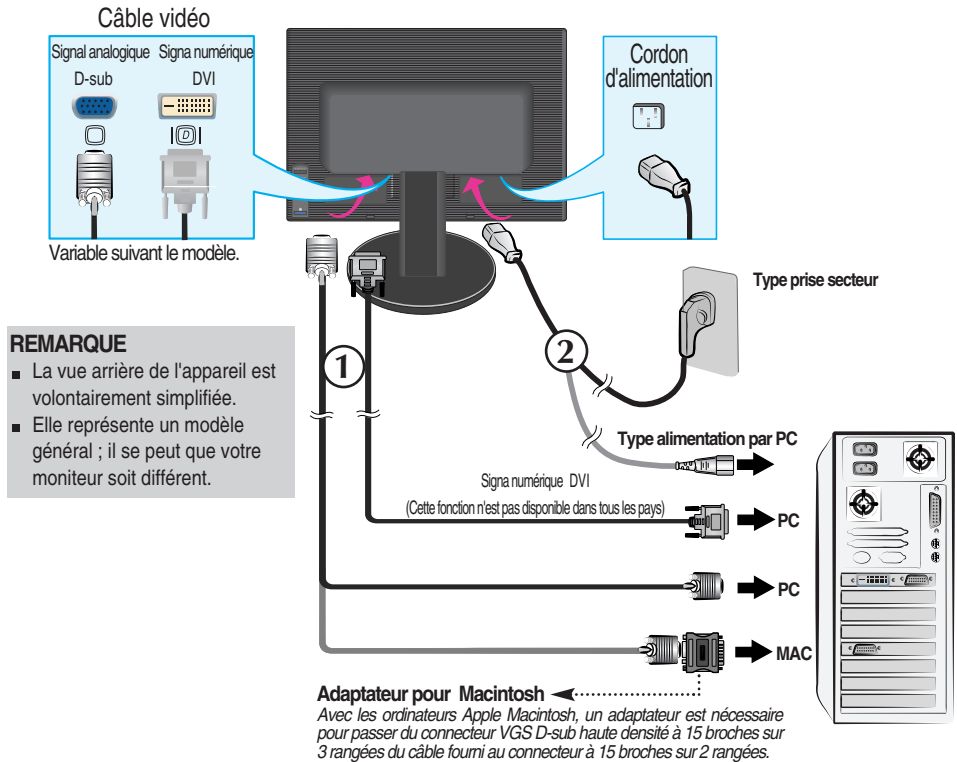 Câble vidéo
Signal analogique Signa numérique
D-sub DVI
D
Variable suivant le modèle.
Cordon
d'alimentation
Type prise secteur
REMARQUE
La vue arrière de l'appareil est
volontairement simplifiée.
Elle représente un modèle
général ; il se peut que votre
moniteur soit différent.
1
2
Type alimentation par PC
Signa numérique DVI
(Cette fonction n'est pas disponible dans tous les pays)
PC
PC
MAC
Adaptateur pour Macintosh
Avec les ordinateurs Apple Macintosh, un adaptateur est nécessaire
pour passer du connecteur VGS D-sub haute densité à 15 broches sur
3 rangées du câble fourni au connecteur à 15 broches sur 2 rangées.